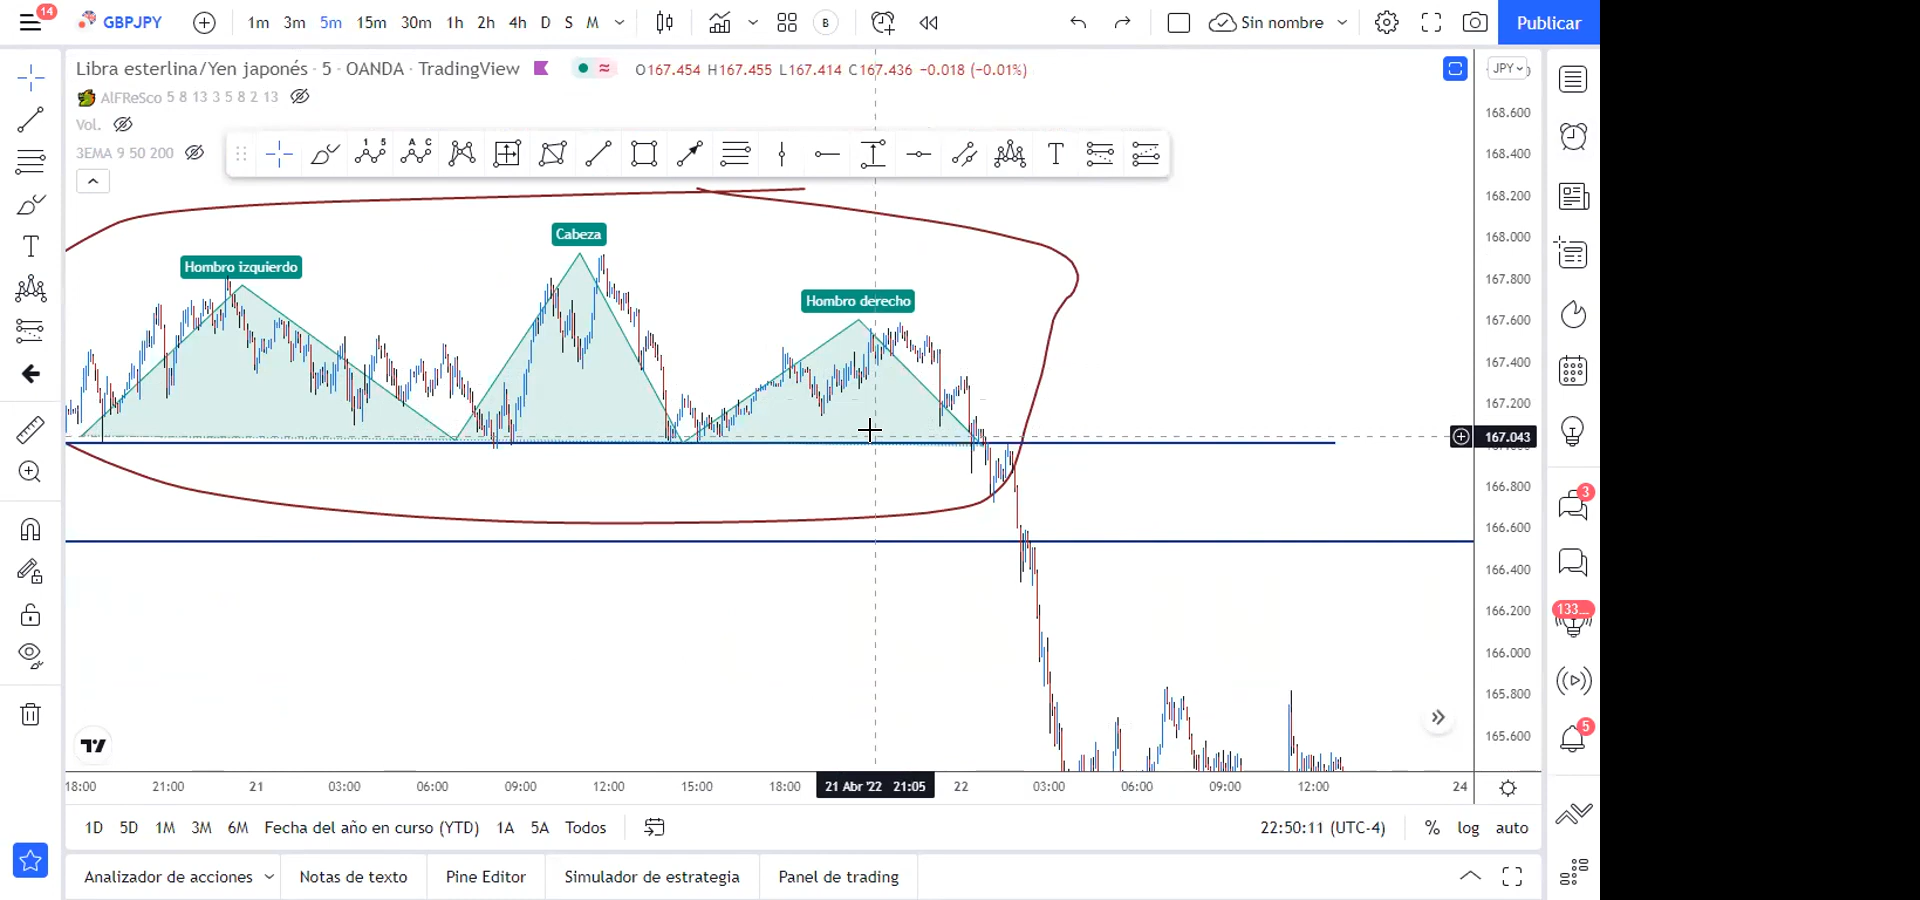 14
GBPJPY
1m 3m 5m 15m 30m 1h 2h 4h D S M
B
Sin nombre
Publicar
Libra esterlina/Yen japonés · 5 · OANDA · TradingView
O167.454 H167.455 L167.414 C167.436 −0.018 (−0.01%)
JPY
AlFReSco 5 8 13 3 5 8 2 13
Vol.
3EMA 9 50 200
1 5
A C
T
T
Cabeza
Hombro izquierdo
Hombro derecho
168.600
168.400
168.200
168.000
167.800
167.600
167.400
167.200
167.043
166.800
166.600
166.400
166.200
166.000
165.800
165.600
3
133...
5
18:00 21:00 21 03:00 06:00 09:00 12:00 15:00 18:00 21 Abr '22 21:05 22 03:00 06:00 09:00 12:00 24
1D 5D 1M 3M 6M Fecha del año en curso (YTD) 1A 5A Todos
22:50:11 (UTC-4) % log auto
Analizador de acciones Notas de texto Pine Editor Simulador de estrategia Panel de trading